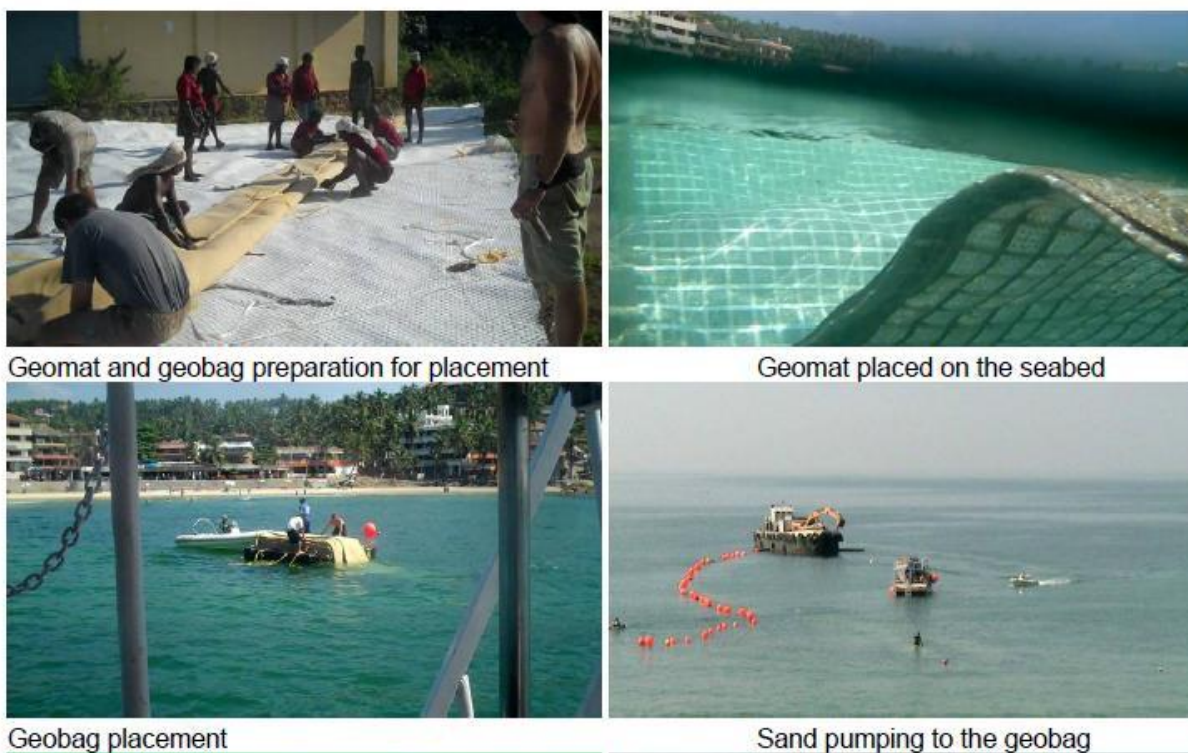 Geomat and geobag preparation for placement
Geomat placed on the seabed
Geobag placement
Sand pumping to the geobag